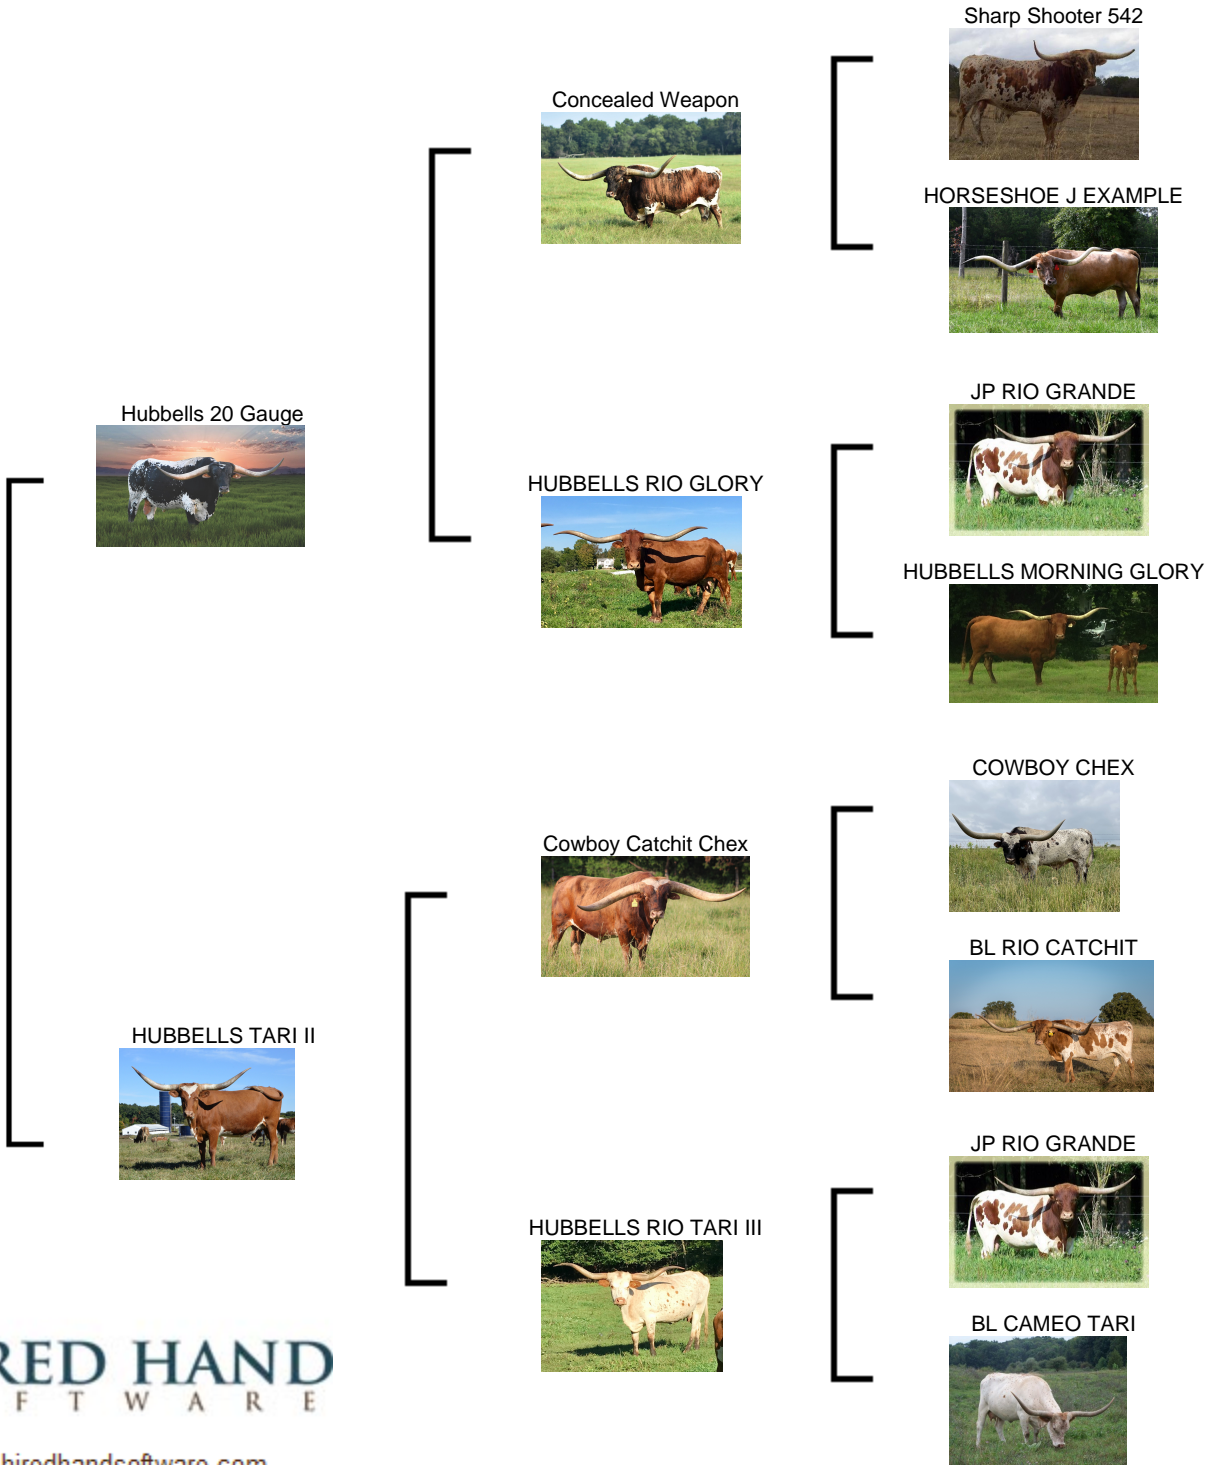 Sharp Shooter 542
Concealed Weapon
HORSESHOE J EXAMPLE
JP RIO GRANDE
Hubbells 20 Gauge
HUBBELLS RIO GLORY
HUBBELLS MORNING GLORY
COWBOY CHEX
Cowboy Catchit Chex
BL RIO CATCHIT
HUBBELLS TARI II
JP RIO GRANDE
HUBBELLS RIO TARI III
BL CAMEO TARI
RED HAND
F T W A R E
hiredhandsoftware.com